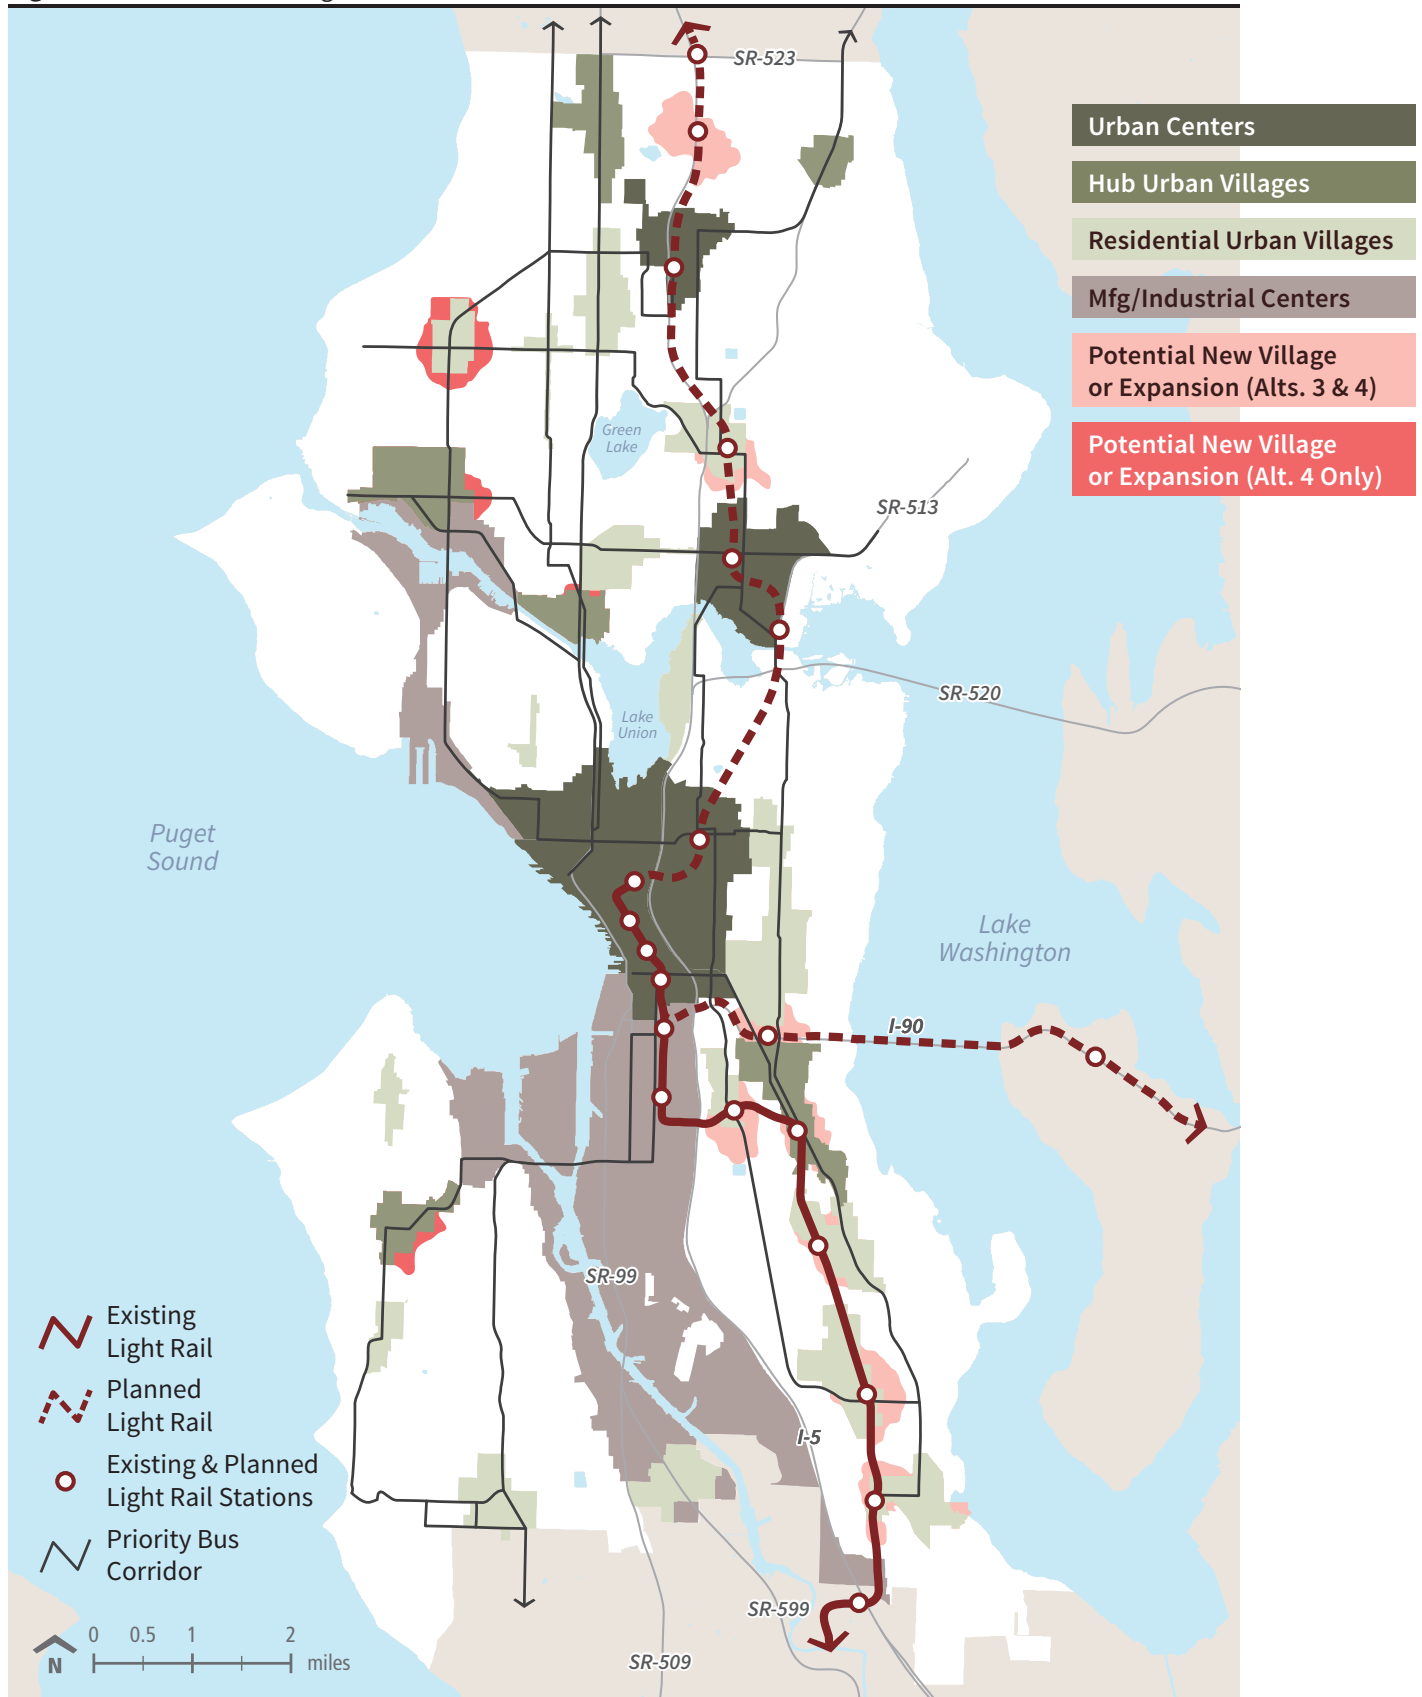 SR-523
Urban Centers
Hub Urban Villages
Residential Urban Villages
Mfg/Industrial Centers
Potential New Village
or Expansion (Alts. 3 & 4)
Potential New Village
or Expansion (Alt. 4 Only)
Green
Lake
SR-513
SR-520
Lake
Union
Puget
Sound
Lake
Washington
I-90
SR-99
I-5
Existing
Light Rail
Planned
Light Rail
Existing & Planned
Light Rail Stations
Priority Bus
Corridor
SR-599
SR-509
N
0 0.5 1 2
miles